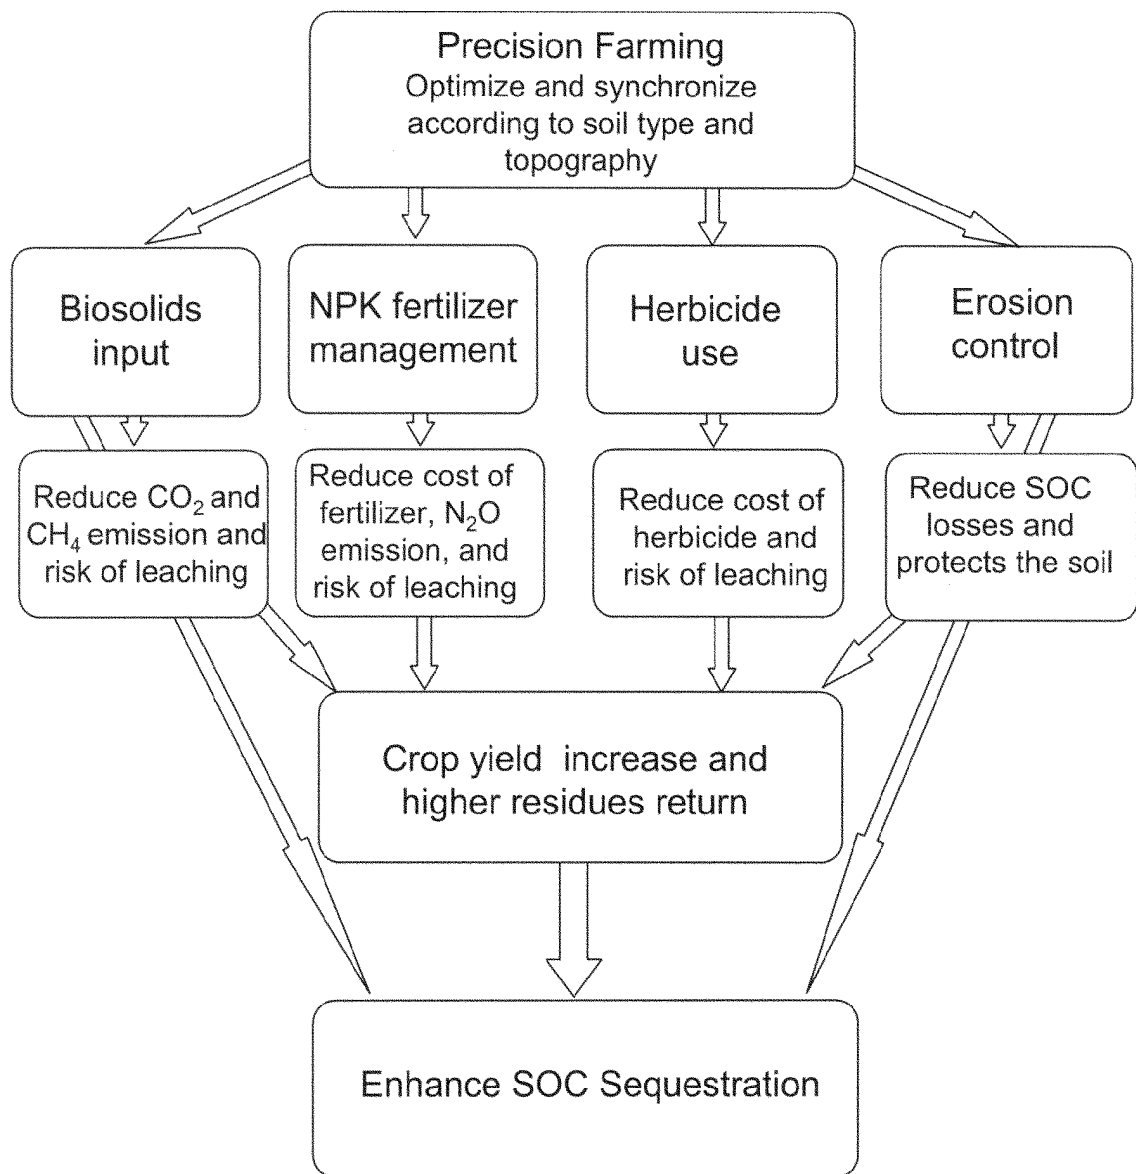 Precision Farming
Optimize and synchronize
according to soil type and
topography
Biosolids
input
NPK fertilizer
management
Herbicide
use
Erosion
control
Reduce CO₂ and
CH₄ emission and
risk of leaching
Reduce cost of
fertilizer, N₂O
emission, and
risk of leaching
Reduce cost of
herbicide and
risk of leaching
Reduce SOC
losses and
protects the soil
Crop yield increase and
higher residues return
Enhance SOC Sequestration